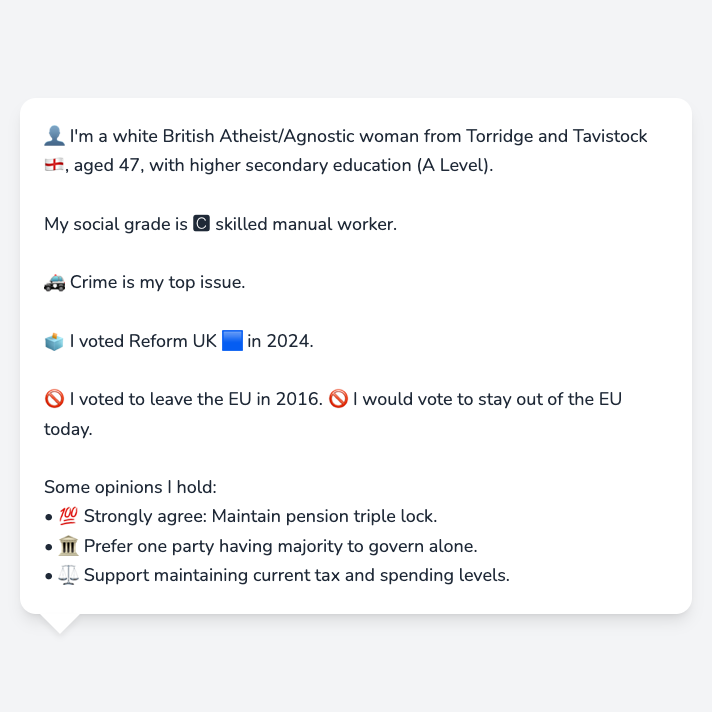 👤 I'm a white British Atheist/Agnostic woman from Torridge and Tavistock
🏴󠁧󠁢󠁥󠁮󠁧󠁿, aged 47, with higher secondary education (A Level).
My social grade is 🅲 skilled manual worker.
🚓 Crime is my top issue.
🗳️ I voted Reform UK 🟦 in 2024.
🚫 I voted to leave the EU in 2016. 🚫 I would vote to stay out of the EU
today.
Some opinions I hold:
• 💯 Strongly agree: Maintain pension triple lock.
• 🏛️ Prefer one party having majority to govern alone.
• ⚖️ Support maintaining current tax and spending levels.